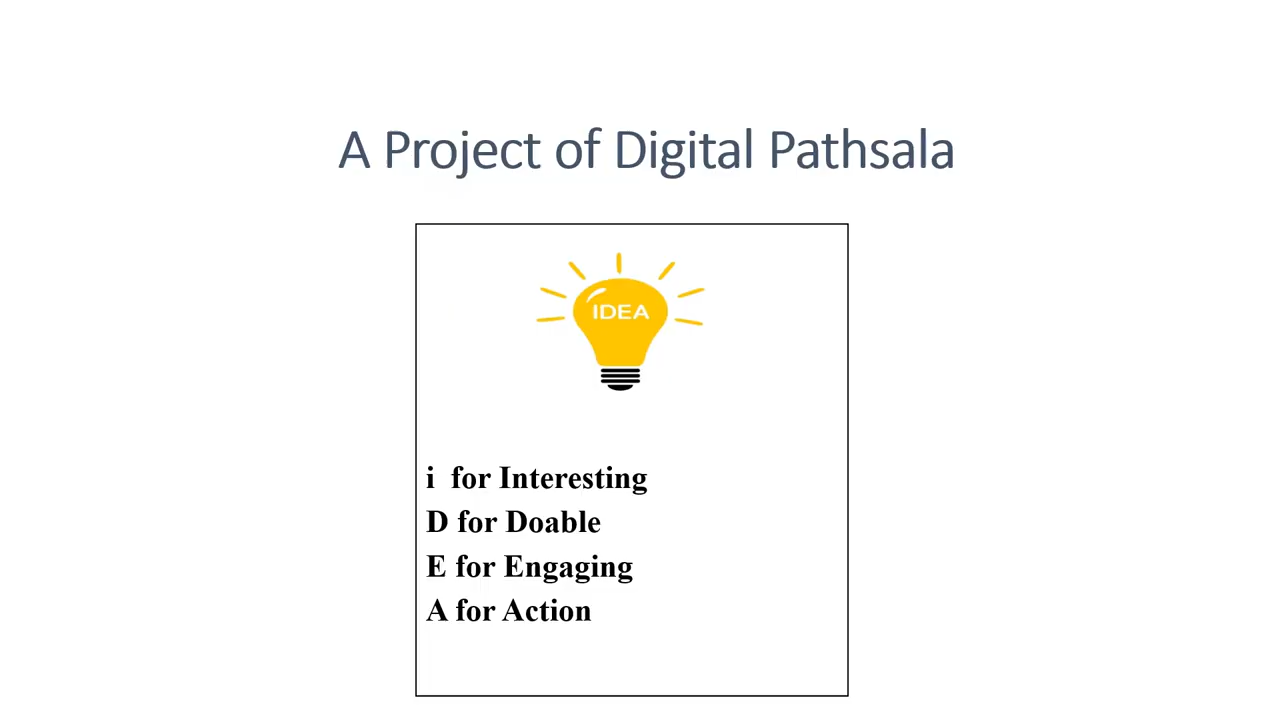 A Project of Digital Pathsala
IDEA
i for Interesting
D for Doable
E for Engaging
A for Action